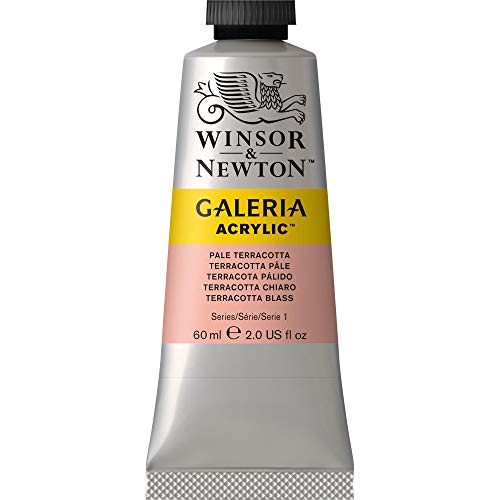 WINSOR
&
NEWTON™
GALERIA
ACRYLIC™
PALE TERRACOTTA
TERRACOTTA PÂLE
TERRACOTA PÁLIDO
TERRACOTTA CHIARO
TERRACOTTA BLASS
Series/Série/Serie 1
60 ml ℮ 2.0 US fl oz